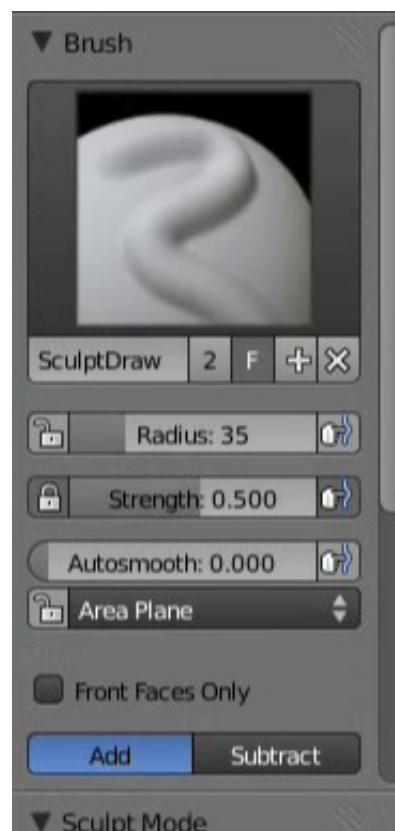 Brush
SculptDraw 2 F
Radius: 35
Strength: 0.500
Autosmooth: 0.000
Area Plane
Front Faces Only
Add Subtract
Sculpt Mode